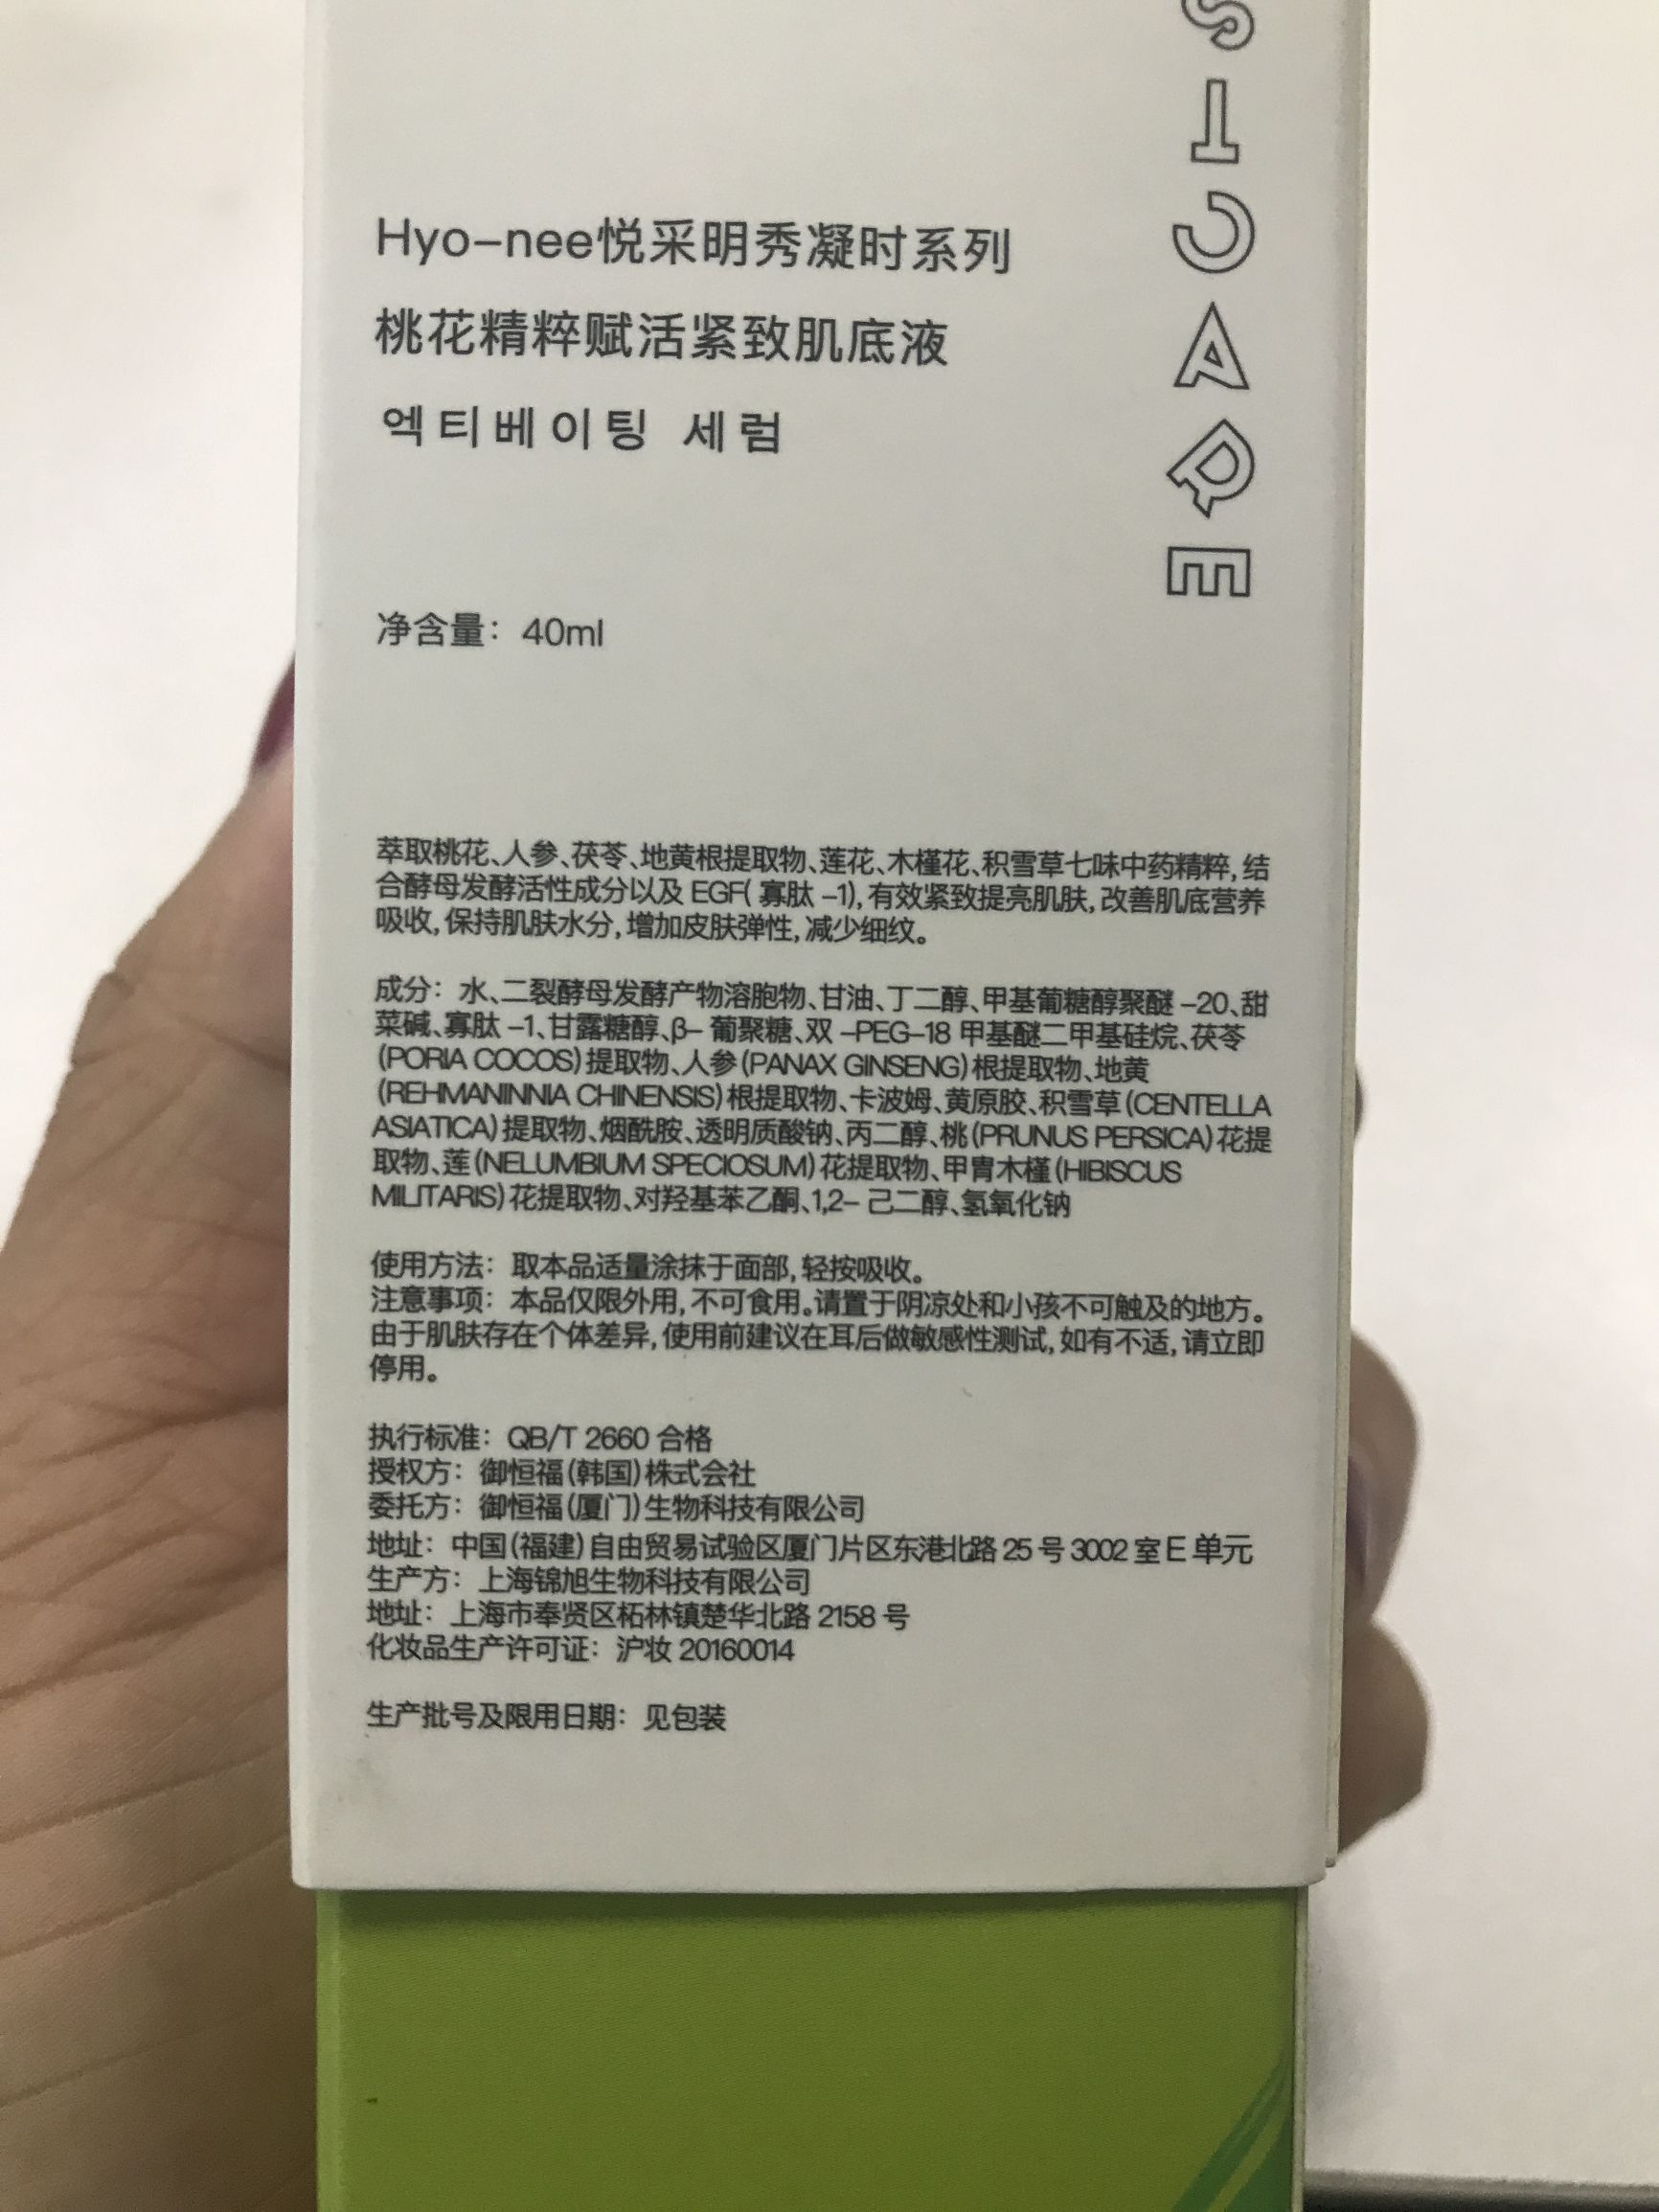 STCARE
Hyo-nee悦采明秀凝时系列
桃花精粹赋活紧致肌底液
엑티베이팅 세럼
净含量：40ml
萃取桃花、人参、茯苓、地黄根提取物、莲花、木槿花、积雪草七味中药精粹,结
合酵母发酵活性成分以及 EGF( 寡肽 -1),有效紧致提亮肌肤,改善肌底营养
吸收,保持肌肤水分,增加皮肤弹性,减少细纹。
成分：水、二裂酵母发酵产物溶胞物、甘油、丁二醇、甲基葡糖醇聚醚 -20、甜
菜碱、寡肽 -1、甘露糖醇、β- 葡聚糖、双 -PEG-18 甲基醚二甲基硅烷、茯苓
(PORIA COCOS)提取物、人参(PANAX GINSENG)根提取物、地黄
(REHMANINNIA CHINENSIS)根提取物、卡波姆、黄原胶、积雪草(CENTELLA
ASIATICA)提取物、烟酰胺、透明质酸钠、丙二醇、桃(PRUNUS PERSICA)花提
取物、莲(NELUMBIUM SPECIOSUM)花提取物、甲胄木槿(HIBISCUS
MILITARIS)花提取物、对羟基苯乙酮、1,2- 己二醇、氢氧化钠
使用方法：取本品适量涂抹于面部,轻按吸收。
注意事项：本品仅限外用,不可食用。请置于阴凉处和小孩不可触及的地方。
由于肌肤存在个体差异,使用前建议在耳后做敏感性测试,如有不适,请立即
停用。
执行标准：QB/T 2660 合格
授权方：御恒福(韩国)株式会社
委托方：御恒福(厦门)生物科技有限公司
地址：中国(福建)自由贸易试验区厦门片区东港北路 25 号 3002 室 E 单元
生产方：上海锦旭生物科技有限公司
地址：上海市奉贤区柘林镇楚华北路 2158 号
化妆品生产许可证：沪妆 20160014
生产批号及限用日期：见包装